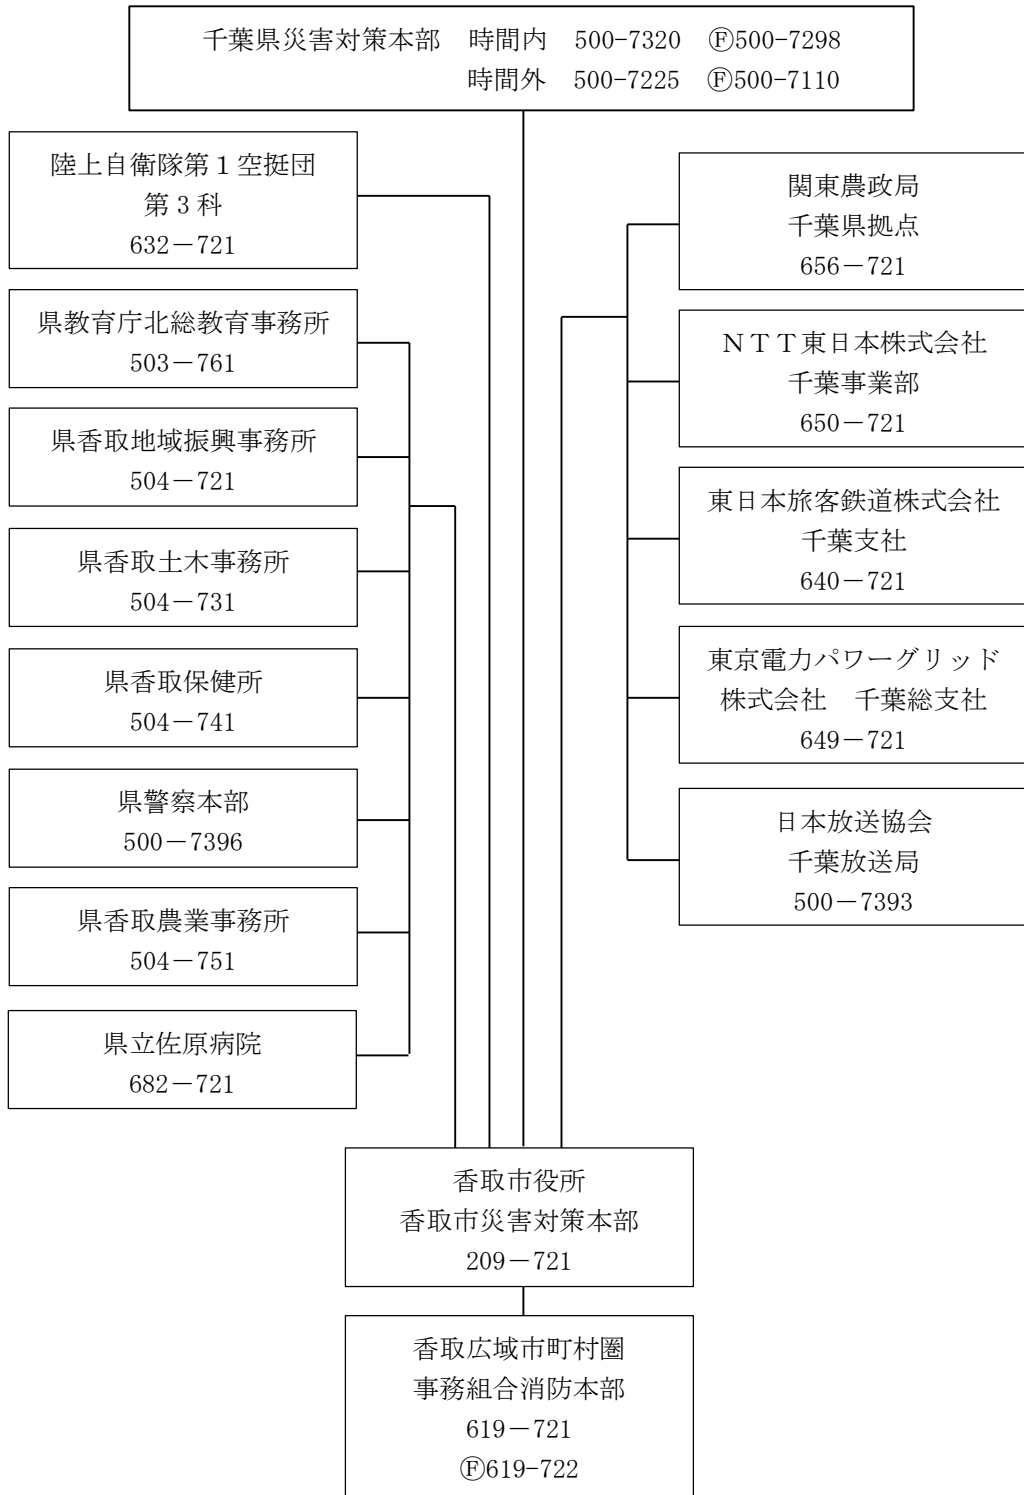 千葉県災害対策本部　時間内　500-7320　Ⓕ500-7298
時間外　500-7225　Ⓕ500-7110
陸上自衛隊第１空挺団
第３科
632－721
県教育庁北総教育事務所
503－761
県香取地域振興事務所
504－721
県香取土木事務所
504－731
県香取保健所
504－741
県警察本部
500－7396
県香取農業事務所
504－751
県立佐原病院
682－721
関東農政局
千葉県拠点
656－721
ＮＴＴ東日本株式会社
千葉事業部
650－721
東日本旅客鉄道株式会社
千葉支社
640－721
東京電力パワーグリッド
株式会社　千葉総支社
649－721
日本放送協会
千葉放送局
500－7393
香取市役所
香取市災害対策本部
209－721
香取広域市町村圏
事務組合消防本部
619－721
Ⓕ619-722